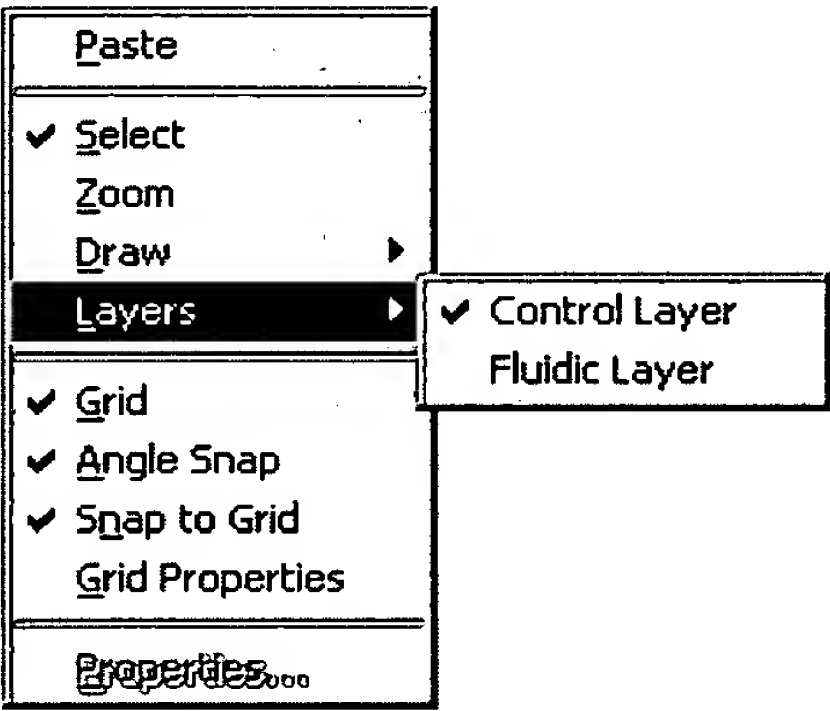 Paste
✓ Select
Zoom
Draw ▶
Layers ▶
✓ Control Layer
Fluidic Layer
✓ Grid
✓ Angle Snap
✓ Snap to Grid
Grid Properties
Properties...